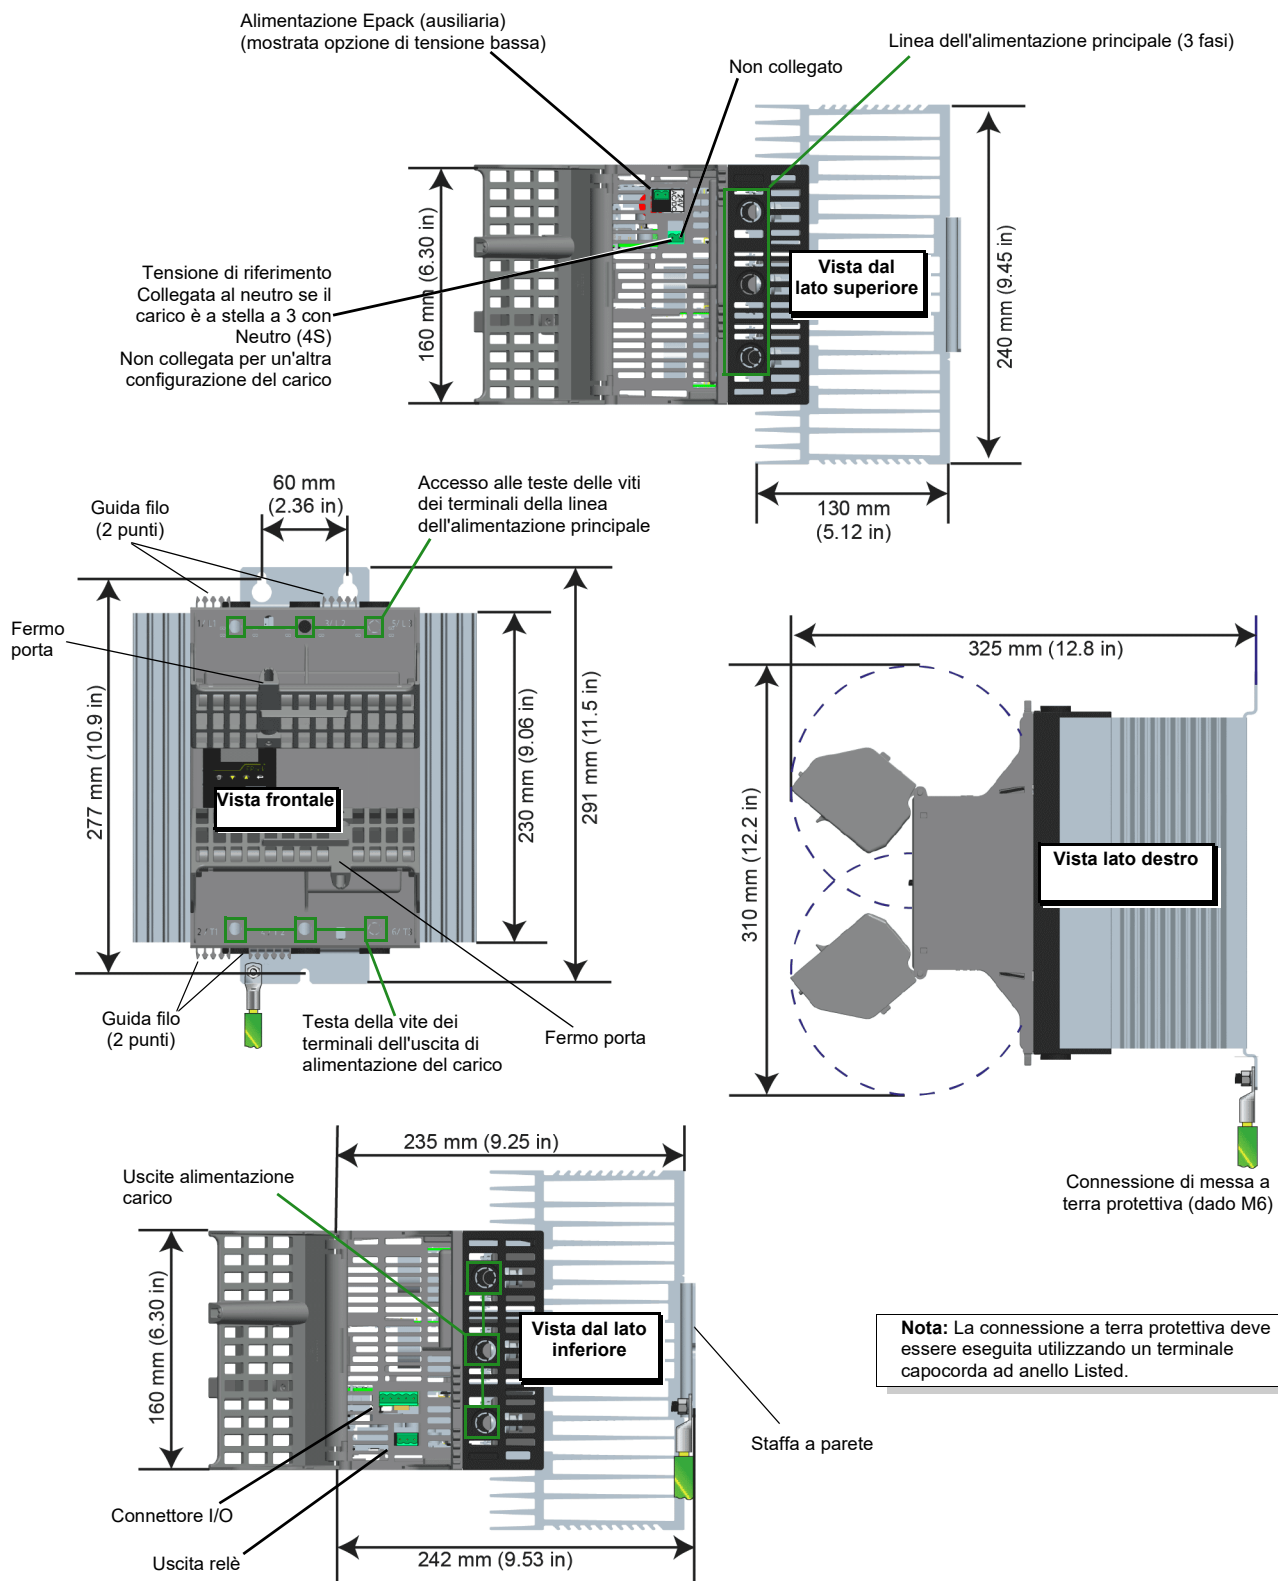 Alimentazione Epack (ausiliaria)
(mostrata opzione di tensione bassa)
Linea dell'alimentazione principale (3 fasi)
Non collegato
24V
AC/DC
160 mm (6.30 in)
240 mm (9.45 in)
Vista dal
lato superiore
Tensione di riferimento
Collegata al neutro se il
carico è a stella a 3 con
Neutro (4S)
Non collegata per un'altra
configurazione del carico
130 mm
(5.12 in)
60 mm
(2.36 in)
Accesso alle teste delle viti
dei terminali della linea
dell'alimentazione principale
Guida filo
(2 punti)
Fermo
porta
277 mm (10.9 in)
230 mm (9.06 in)
291 mm (11.5 in)
Vista frontale
Guida filo
(2 punti)
Testa della vite dei
terminali dell'uscita di
alimentazione del carico
Fermo porta
325 mm (12.8 in)
310 mm (12.2 in)
Vista lato destro
Connessione di messa a
terra protettiva (dado M6)
235 mm (9.25 in)
Uscite alimentazione
carico
160 mm (6.30 in)
Vista dal lato
inferiore
Nota: La connessione a terra protettiva deve
essere eseguita utilizzando un terminale
capocorda ad anello Listed.
Staffa a parete
Connettore I/O
Uscita relè
242 mm (9.53 in)